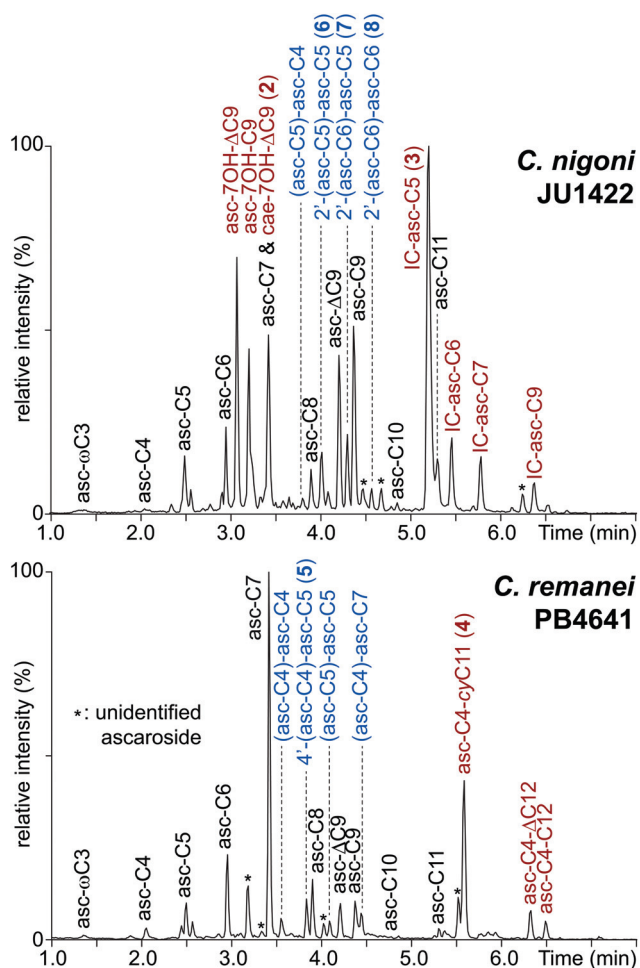 C. nigoni
JU1422
relative intensity (%)
100
0
asc-ωC3
asc-C4
asc-C5
asc-C6
asc-7OH-ΔC9
asc-7OH-C9
cae-7OH-ΔC9 (2)
asc-C7 &
(asc-C5)-asc-C4
asc-C8
2'-(asc-C5)-asc-C5 (6)
asc-ΔC9
2'-(asc-C6)-asc-C5 (7)
asc-C9
*
2'-(asc-C6)-asc-C6 (8)
*
asc-C10
IC-asc-C5 (3)
asc-C11
IC-asc-C6
IC-asc-C7
*
IC-asc-C9
1.0 2.0 3.0 4.0 5.0 Time (min)
C. remanei
PB4641
relative intensity (%)
100
0
*: unidentified
ascaroside
asc-ωC3
asc-C4
asc-C5
asc-C6
*
*
asc-C7
(asc-C4)-asc-C4
4'-(asc-C4)-asc-C5 (5)
asc-C8
*
(asc-C5)-asc-C5
asc-ΔC9
asc-C9
(asc-C4)-asc-C7
asc-C10
asc-C11
*
asc-C4-cyC11 (4)
asc-C4-ΔC12
asc-C4-C12
1.0 2.0 3.0 4.0 5.0 Time (min)